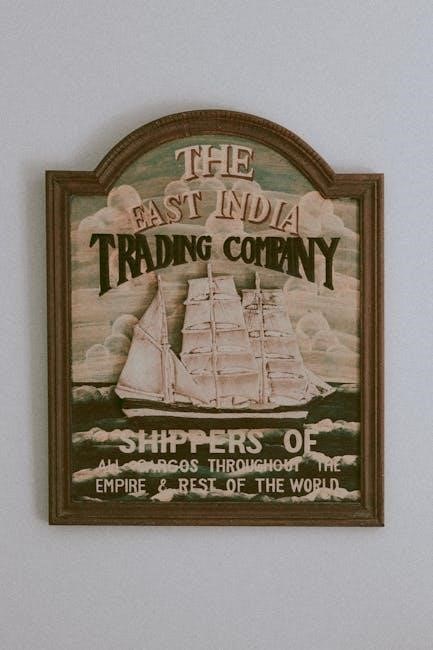 THE
EAST INDIA
TRADING COMPANY
SHIPPERS OF
ALL CARGOS THROUGHOUT THE
EMPIRE & REST OF THE WORLD